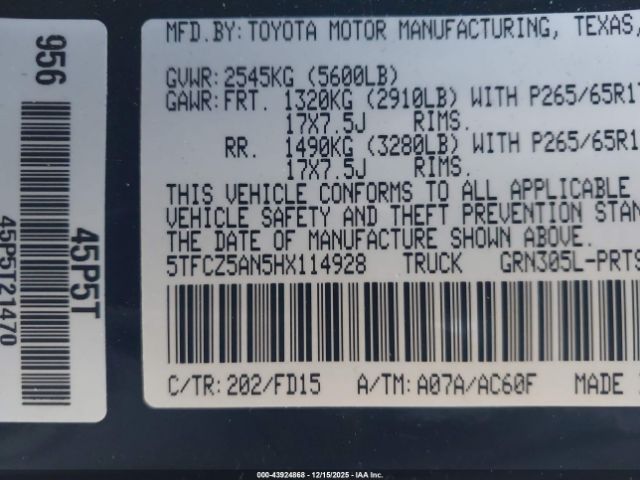 956
45P5T
45P5T21470
MFD.BY: TOYOTA MOTOR MANUFACTURING, TEXAS,
GVWR: 2545KG (5600LB)
GAWR: FRT. 1320KG (2910LB) WITH P265/65R17
17X7.5J RIMS.
RR. 1490KG (3280LB) WITH P265/65R1
17X7.5J RIMS.
THIS VEHICLE CONFORMS TO ALL APPLICABLE
VEHICLE SAFETY AND THEFT PREVENTION STAN
THE DATE OF MANUFACTURE SHOWN ABOVE.
5TFCZ5AN5HX114928 TRUCK GRN305L-PRTS
C/TR: 202/FD15 A/TM: A07A/AC60F MADE
000-43924868 - 12/15/2025 - IAAI.com